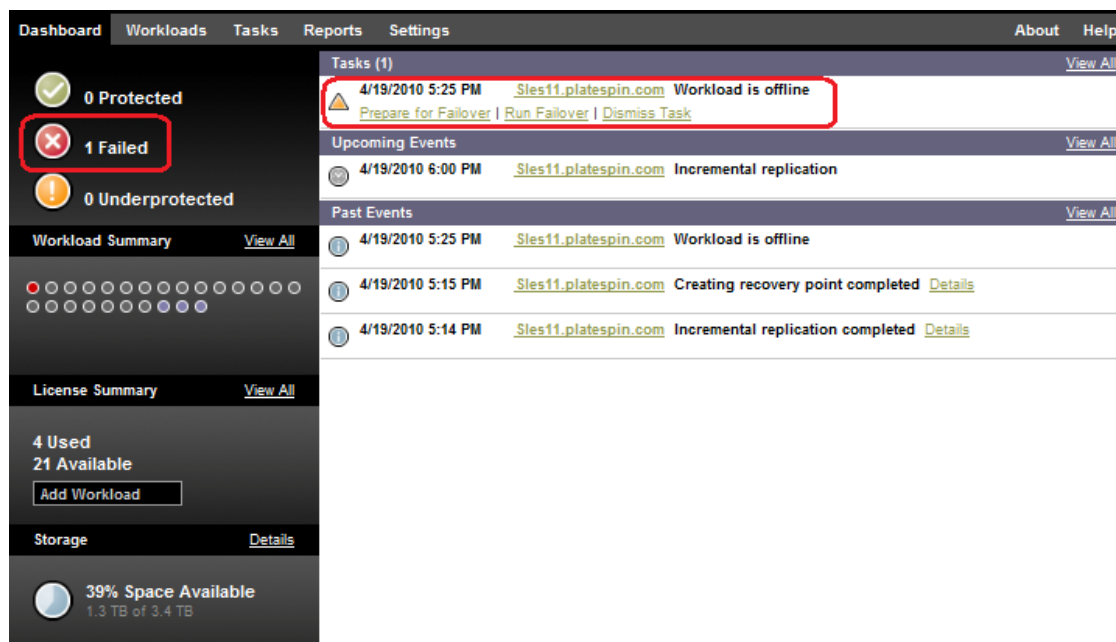 Dashboard Workloads Tasks Reports Settings About Help
0 Protected
1 Failed
0 Underprotected
Workload Summary View All
License Summary View All
4 Used
21 Available
Add Workload
Storage Details
39% Space Available
1.3 TB of 3.4 TB
Tasks (1) View All
4/19/2010 5:25 PM Sles11.platespin.com Workload is offline
Prepare for Failover | Run Failover | Dismiss Task
Upcoming Events View All
4/19/2010 6:00 PM Sles11.platespin.com Incremental replication
Past Events View All
4/19/2010 5:25 PM Sles11.platespin.com Workload is offline
4/19/2010 5:15 PM Sles11.platespin.com Creating recovery point completed Details
4/19/2010 5:14 PM Sles11.platespin.com Incremental replication completed Details